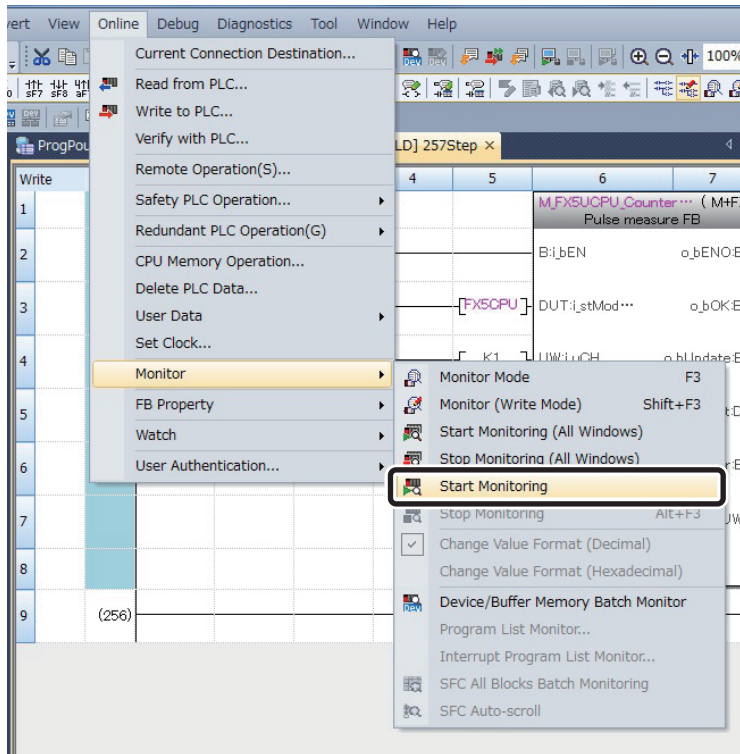 View Online Debug Diagnostics Tool Window Help
100%
SF7 SF8
ProgPou
LD] 257Step ×
Write 4 5 6 7
1
2
3
4
5
6
7
8
9
(256)
Current Connection Destination...
Read from PLC...
Write to PLC...
Verify with PLC...
Remote Operation(S)...
Safety PLC Operation...
Redundant PLC Operation(G)
CPU Memory Operation...
Delete PLC Data...
User Data
Set Clock...
Monitor
FB Property
Watch
User Authentication...
Monitor Mode F3
Monitor (Write Mode) Shift+F3
Start Monitoring (All Windows)
Stop Monitoring (All Windows)
Start Monitoring
Stop Monitoring Alt+F3
Change Value Format (Decimal)
Change Value Format (Hexadecimal)
Device/Buffer Memory Batch Monitor
Program List Monitor...
Interrupt Program List Monitor...
SFC All Blocks Batch Monitoring
SFC Auto-scroll
M_FX5UCPU_Counter··· ( M+F
Pulse measure FB
B:i_bEN o_bENO:B
FX5CPU DUT:i_stMod··· o_bOK:B
K1 UW:i_uCH o_bUpdate:B